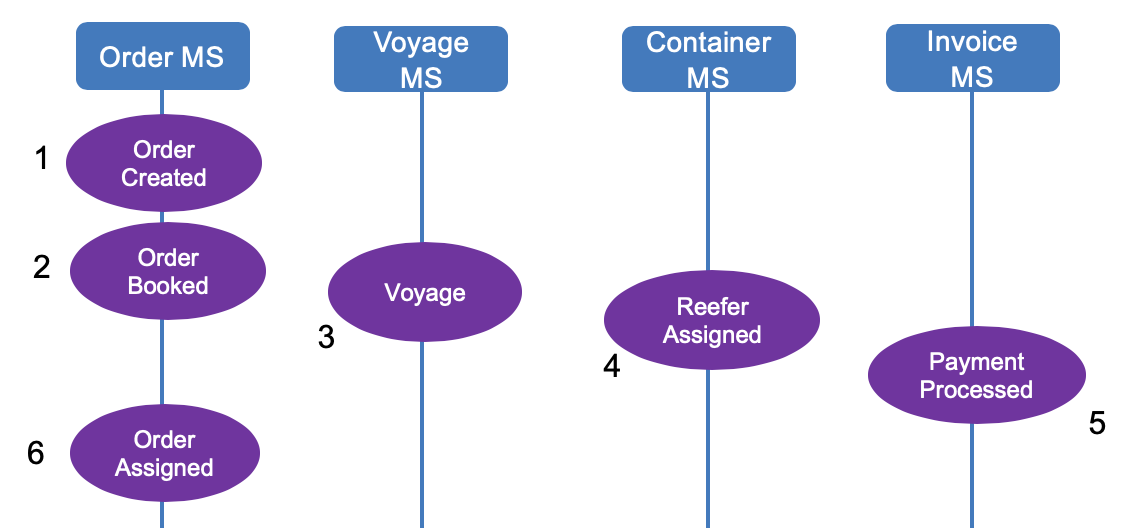 Order MS
Voyage
MS
Container
MS
Invoice
MS
1
Order
Created
2
Order
Booked
3
Voyage
4
Reefer
Assigned
Payment
Processed
5
6
Order
Assigned